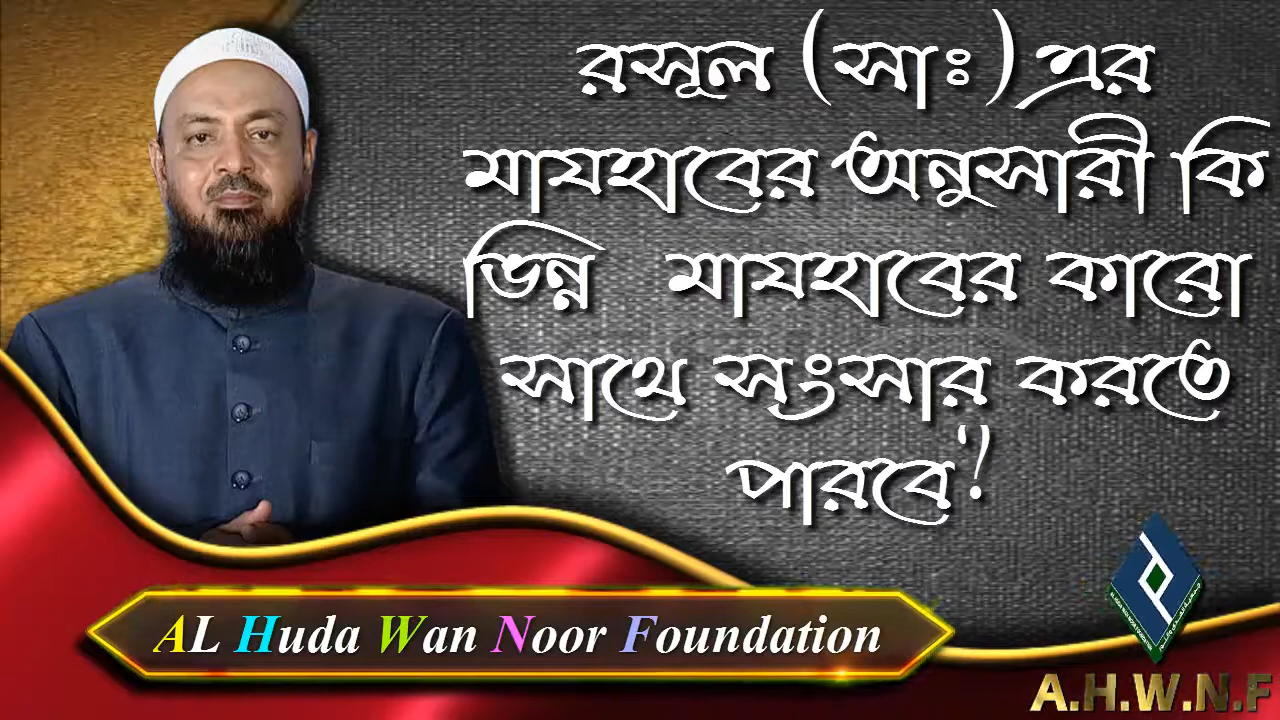 রসুল (সাঃ) এর
মাযহাবের অনুসারী কি
ভিন্ন মাযহাবের কারো
সাথে সংসার করতে
পারবে?
AL Huda Wan Noor Foundation
A.H.W.N.F